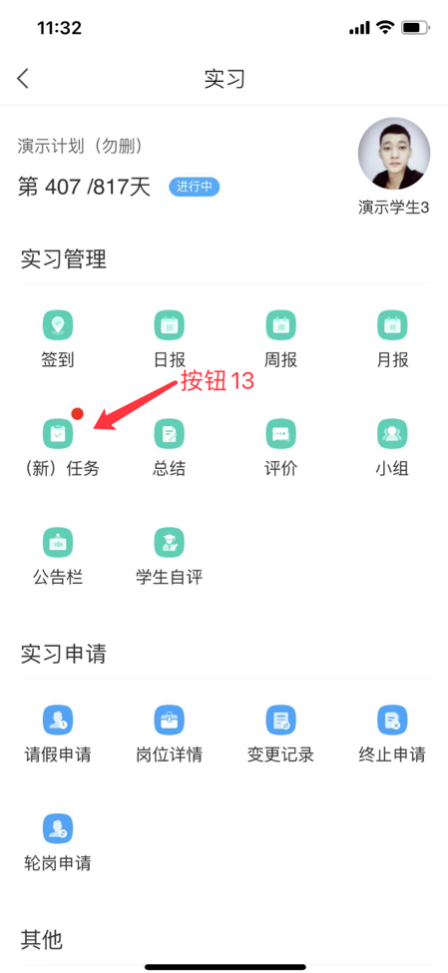 11:32
实习
演示计划（勿删）
第 407 /817天 进行中
演示学生3
实习管理
签到 日报 周报 月报
按钮 13
（新）任务 总结 评价 小组
公告栏 学生自评
实习申请
请假申请 岗位详情 变更记录 终止申请
轮岗申请
其他